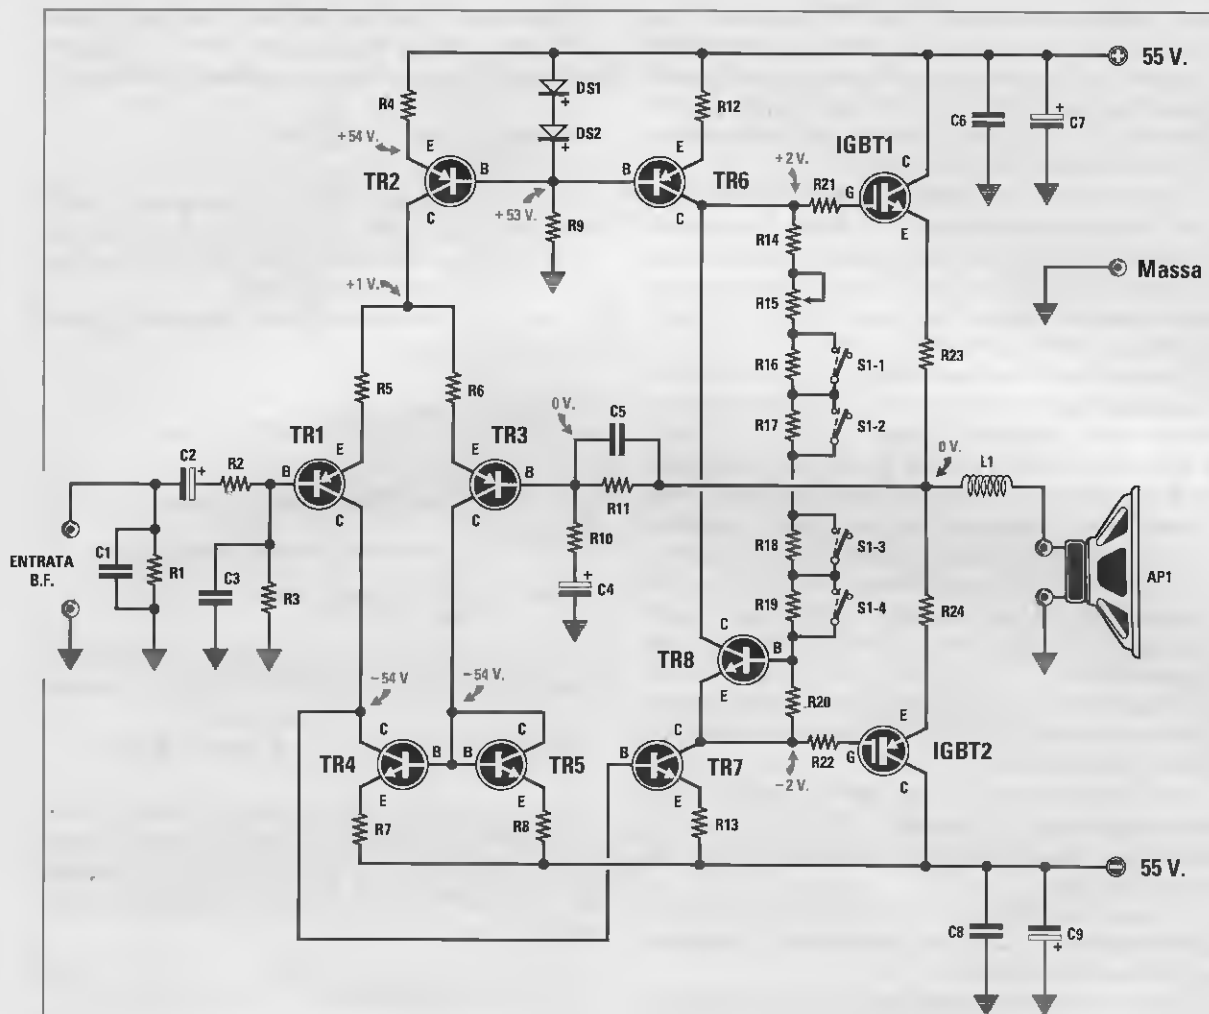 55 V.
R4
DS1
DS2
R12
C6
+
C7
+54 V.
E
TR2
B
C
+53 V.
R9
E
B
TR6
C
+2 V.
R21
IGBT1
C
G
E
R14
Massa
+1 V.
R15
R5
R6
R16
S1-1
R23
R17
S1-2
0 V.
C5
TR1
E
TR3
E
C2
+
R2
B
C
B
C
R11
0 V.
L1
ENTRATA
B.F.
C1
R1
C3
R3
R10
+
C4
R18
S1-3
R19
S1-4
R24
AP1
TR8
C
B
E
R20
-54 V
-54 V.
C
TR4
B
E
C
B
TR5
E
R7
R8
C
B
TR7
E
R13
-2 V.
R22
E
G
IGBT2
C
55 V.
C8
C9
+